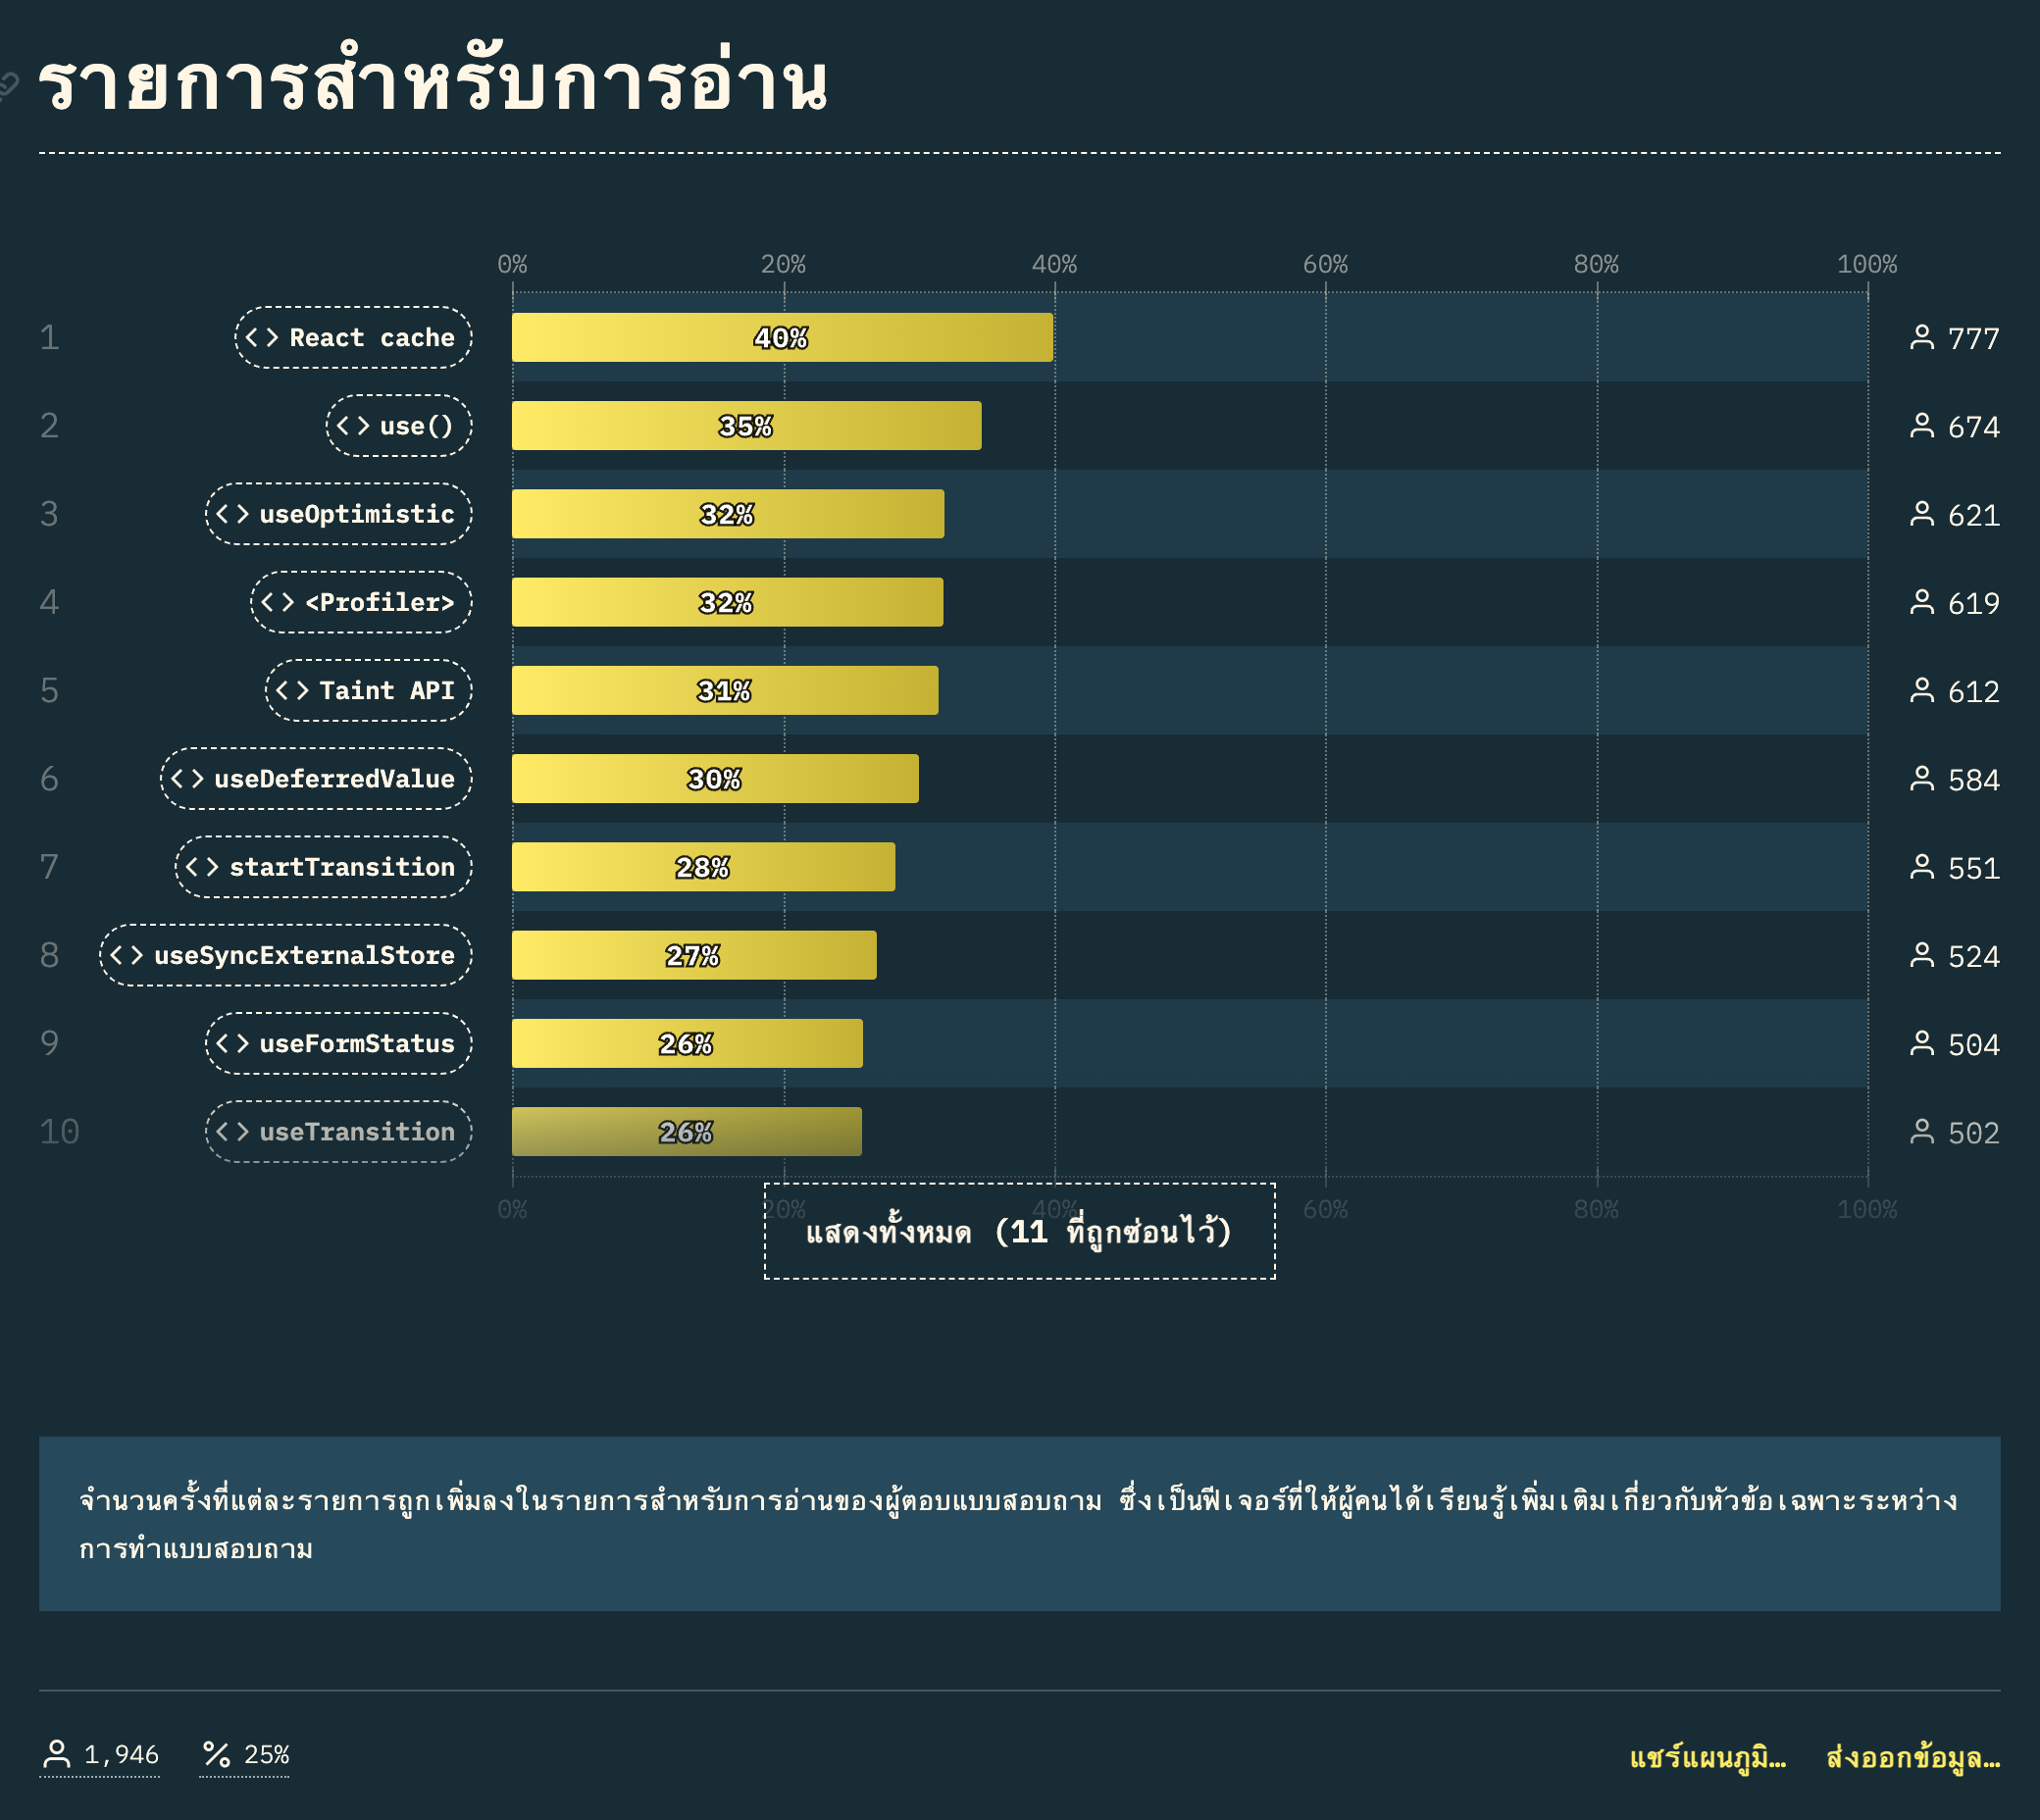 รายการสำหรับการอ่าน
0% 20% 40% 60% 80% 100%
1 <> React cache 40% 777
2 <> use() 35% 674
3 <> useOptimistic 32% 621
4 <> <Profiler> 32% 619
5 <> Taint API 31% 612
6 <> useDeferredValue 30% 584
7 <> startTransition 28% 551
8 <> useSyncExternalStore 27% 524
9 <> useFormStatus 26% 504
10 <> useTransition 26% 502
0% 20% 40% 60% 80% 100%
แสดงทั้งหมด (11 ที่ถูกซ่อนไว้)
จำนวนครั้งที่แต่ละรายการถูกเพิ่มลงในรายการสำหรับการอ่านของผู้ตอบแบบสอบถาม ซึ่งเป็นฟีเจอร์ที่ให้ผู้คนได้เรียนรู้เพิ่มเติมเกี่ยวกับหัวข้อเฉพาะระหว่าง
การทำแบบสอบถาม
1,946 % 25% แชร์แผนภูมิ… ส่งออกข้อมูล…